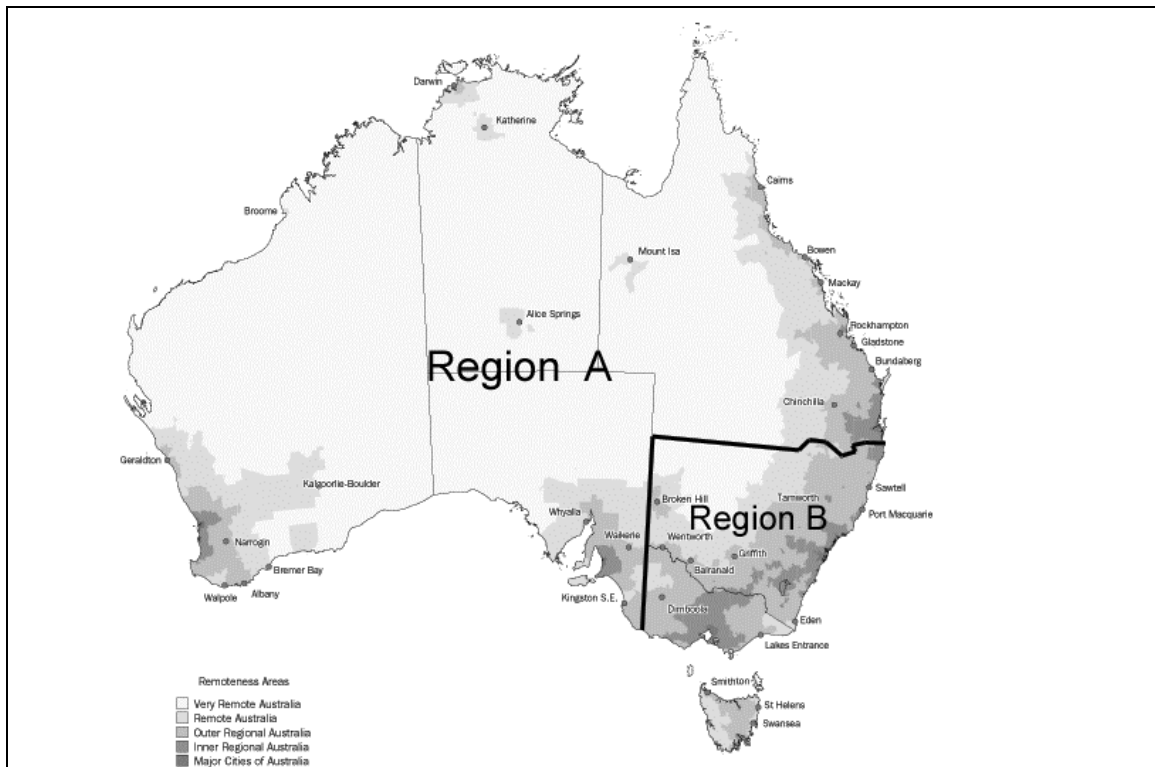 Darwin
Katherine
Cairns
Broome
Mount Isa
Bowen
Mackay
Alice Springs
Rockhampton
Gladstone
Region A
Bundaberg
Chinchilla
Geraldton
Kalgoorlie-Boulder
Sawtell
Broken Hill
Tamworth
Whyalla
Region B
Port Macquarie
Narrogin
Waikerie
Wentworth
Griffith
Bremer Bay
Balranald
Walpole
Albany
Kingston S.E.
Dimboola
Eden
Lakes Entrance
Smithton
Remoteness Areas
St Helens
Swansea
Very Remote Australia
Remote Australia
Outer Regional Australia
Inner Regional Australia
Major Cities of Australia